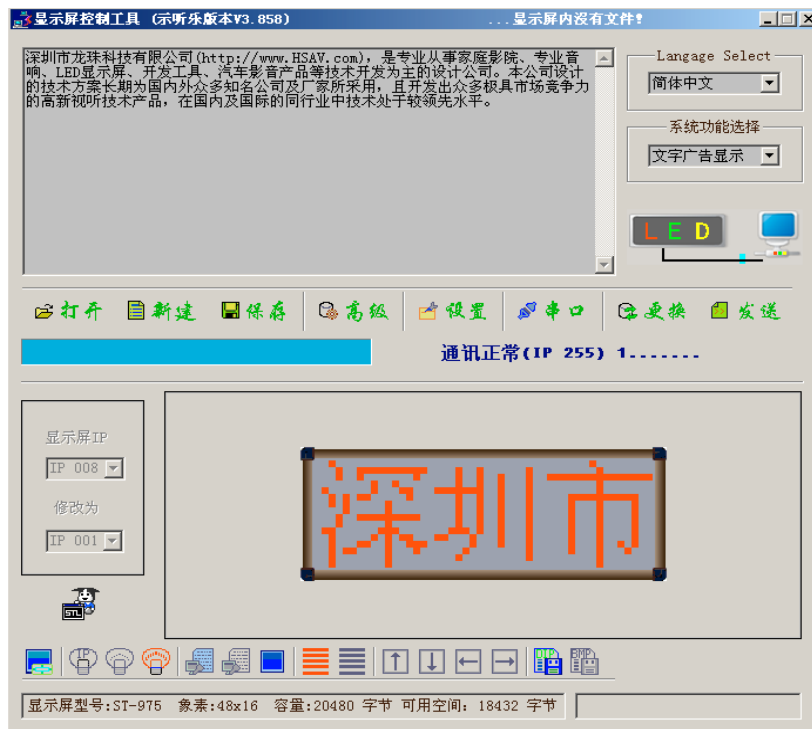 显示屏控制工具 (示听乐版本V3.858) ...显示屏内没有文件!
深圳市龙珠科技有限公司(http://www.HSAV.com), 是专业从事家庭影院、专业音
响、LED显示屏、开发工具、汽车影音产品等技术开发为主的设计公司。本公司设计
的技术方案长期为国内外众多知名公司及厂家所采用, 且开发出众多极具市场竞争力
的高新视听技术产品, 在国内及国际的同行业中技术处于较领先水平。
Langage Select
简体中文
系统功能选择
文字广告显示
LED
打开 新建 保存 高级 设置 串口 更换 发送
通讯正常(IP 255) 1.......
显示屏IP
IP 008
修改为
IP 001
深圳市
STL
IP
DIP BMP
显示屏型号:ST-975 象素:48x16 容量:20480 字节 可用空间: 18432 字节